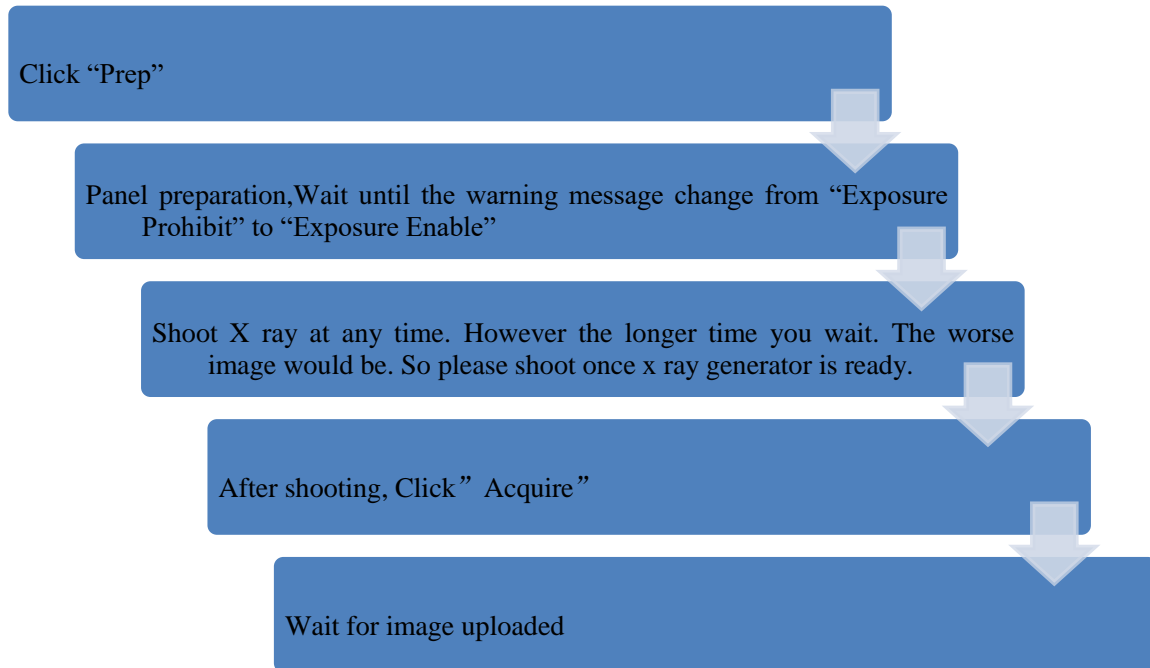 Click “Prep”
Panel preparation,Wait until the warning message change from “Exposure
Prohibit” to “Exposure Enable”
Shoot X ray at any time. However the longer time you wait. The worse
image would be. So please shoot once x ray generator is ready.
After shooting, Click” Acquire”
Wait for image uploaded